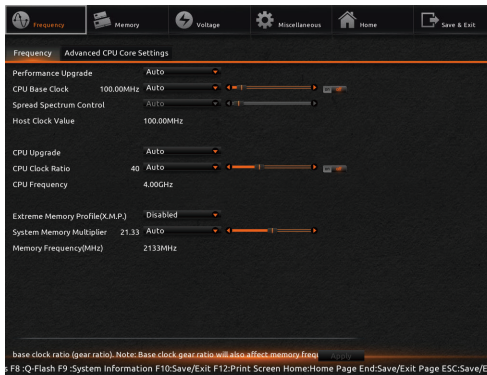 Frequency Memory Voltage Miscellaneous Home Save & Exit
Frequency Advanced CPU Core Settings
Performance Upgrade Auto
CPU Base Clock 100.00MHz Auto
Spread Spectrum Control Auto
Host Clock Value 100.00MHz
CPU Upgrade Auto
CPU Clock Ratio 40 Auto
CPU Frequency 4.00GHz
Extreme Memory Profile(X.M.P.) Disabled
System Memory Multiplier 21.33 Auto
Memory Frequency(MHz) 2133MHz
base clock ratio (gear ratio). Note: Base clock gear ratio will also affect memory frequ Apply
s F8 :Q-Flash F9 :System Information F10:Save/Exit F12:Print Screen Home:Home Page End:Save/Exit Page ESC:Save/E